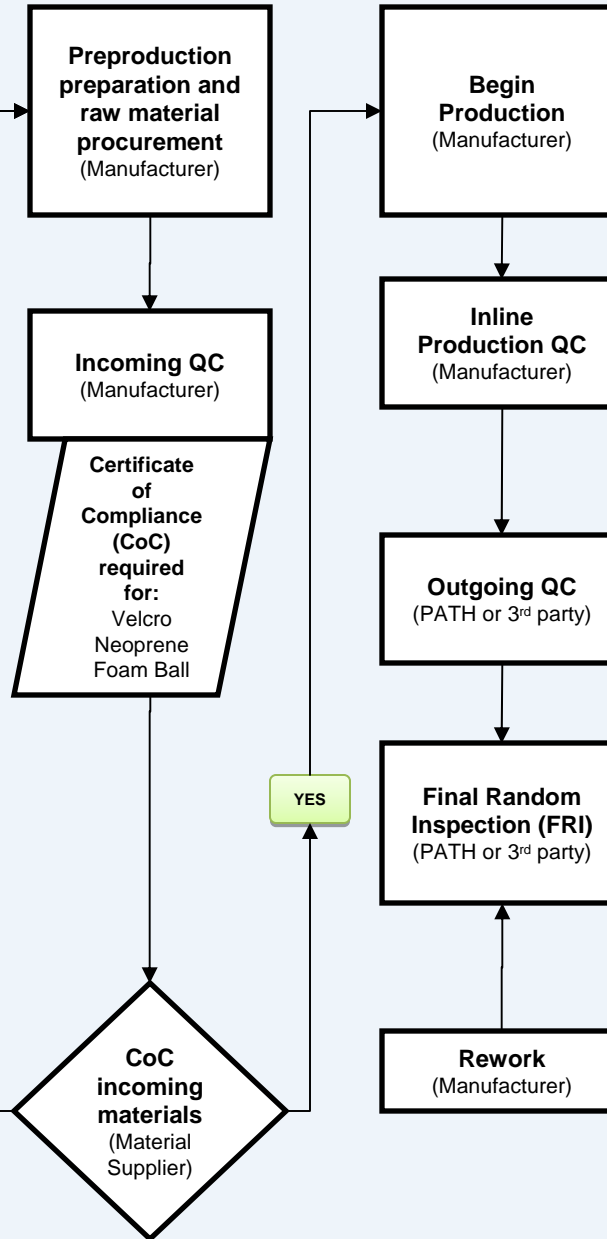 Preproduction
preparation and
raw material
procurement
(Manufacturer)
Incoming QC
(Manufacturer)
Certificate
of
Compliance
(CoC)
required
for:
Velcro
Neoprene
Foam Ball
CoC
incoming
materials
(Material
Supplier)
YES
Begin
Production
(Manufacturer)
Inline
Production QC
(Manufacturer)
Outgoing QC
(PATH or 3rd party)
Final Random
Inspection (FRI)
(PATH or 3rd party)
Rework
(Manufacturer)